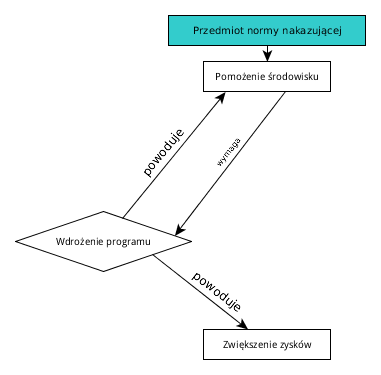 Przedmiot normy nakazującej
Pomożenie środowisku
powoduje
wymaga
Wdrożenie programu
powoduje
Zwiększenie zysków